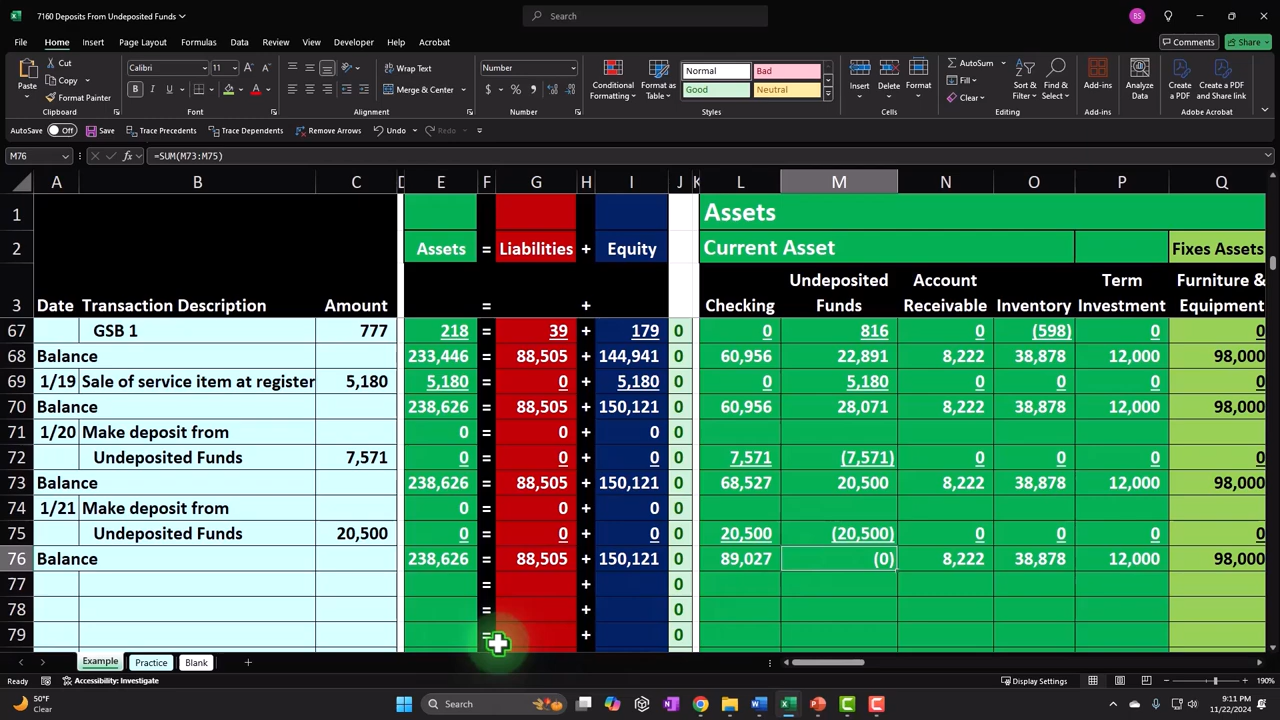 7160 Deposits From Undeposited Funds
Search
BS
File Home Insert Page Layout Formulas Data Review View Developer Help Acrobat
Comments Share
Paste Cut Copy Format Painter
Calibri 11 A A
B I U A
Wrap Text
Merge & Center
Number
$ % 9
Conditional Formatting Format as Table
Normal Bad
Good Neutral
Insert Delete Format
AutoSum Fill Clear
Sort & Filter Find & Select
Add-ins
Analyze Data
Create a PDF Create a PDF and Share link
Clipboard Font Alignment Number Styles Cells Editing Add-ins Adobe Acrobat
AutoSave Off Save Trace Precedents Trace Dependents Remove Arrows Undo Redo
M76 fx =SUM(M73:M75)
A B C D E F G H I J K L M N O P Q
1 Assets
2 Assets = Liabilities + Equity Current Asset Fixes Assets
Undeposited Account Term Furniture &
3 Date Transaction Description Amount = + Checking Funds Receivable Inventory Investment Equipment
67 GSB 1 777 218 = 39 + 179 0 0 816 0 (598) 0 0
68 Balance 233,446 = 88,505 + 144,941 0 60,956 22,891 8,222 38,878 12,000 98,000
69 1/19 Sale of service item at register 5,180 5,180 = 0 + 5,180 0 0 5,180 0 0 0 0
70 Balance 238,626 = 88,505 + 150,121 0 60,956 28,071 8,222 38,878 12,000 98,000
71 1/20 Make deposit from 0 = 0 + 0 0
72 Undeposited Funds 7,571 0 = 0 + 0 0 7,571 (7,571) 0 0 0 0
73 Balance 238,626 = 88,505 + 150,121 0 68,527 20,500 8,222 38,878 12,000 98,000
74 1/21 Make deposit from 0 = 0 + 0 0
75 Undeposited Funds 20,500 0 = 0 + 0 0 20,500 (20,500) 0 0 0 0
76 Balance 238,626 = 88,505 + 150,121 0 89,027 (0) 8,222 38,878 12,000 98,000
77 = + 0
78 = + 0
79 = + 0
Example Practice Blank
Ready Accessibility: Investigate Display Settings 190%
50°F
Clear
Search
9:11 PM
11/22/2024